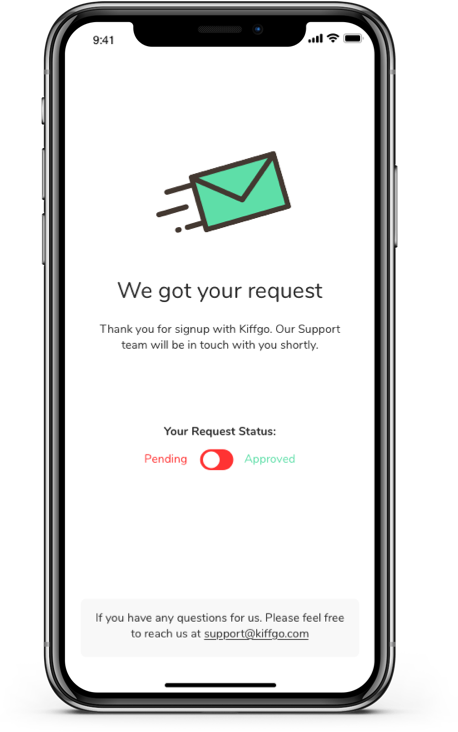 9:41
We got your request
Thank you for signup with Kiffgo. Our Support
team will be in touch with you shortly.
Your Request Status:
Pending Approved
If you have any questions for us. Please feel free
to reach us at support@kiffgo.com